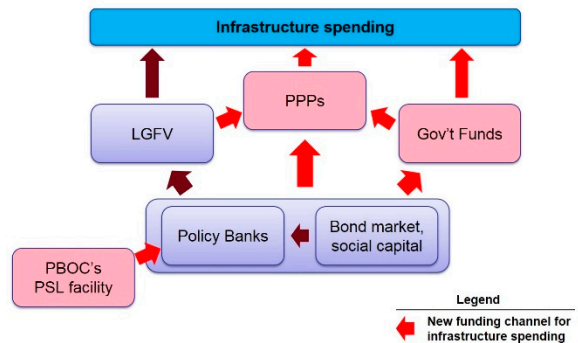 Infrastructure spending
PPPs
LGFV
Gov't Funds
Policy Banks
Bond market,
social capital
PBOC's
PSL facility
Legend
New funding channel for
infrastructure spending